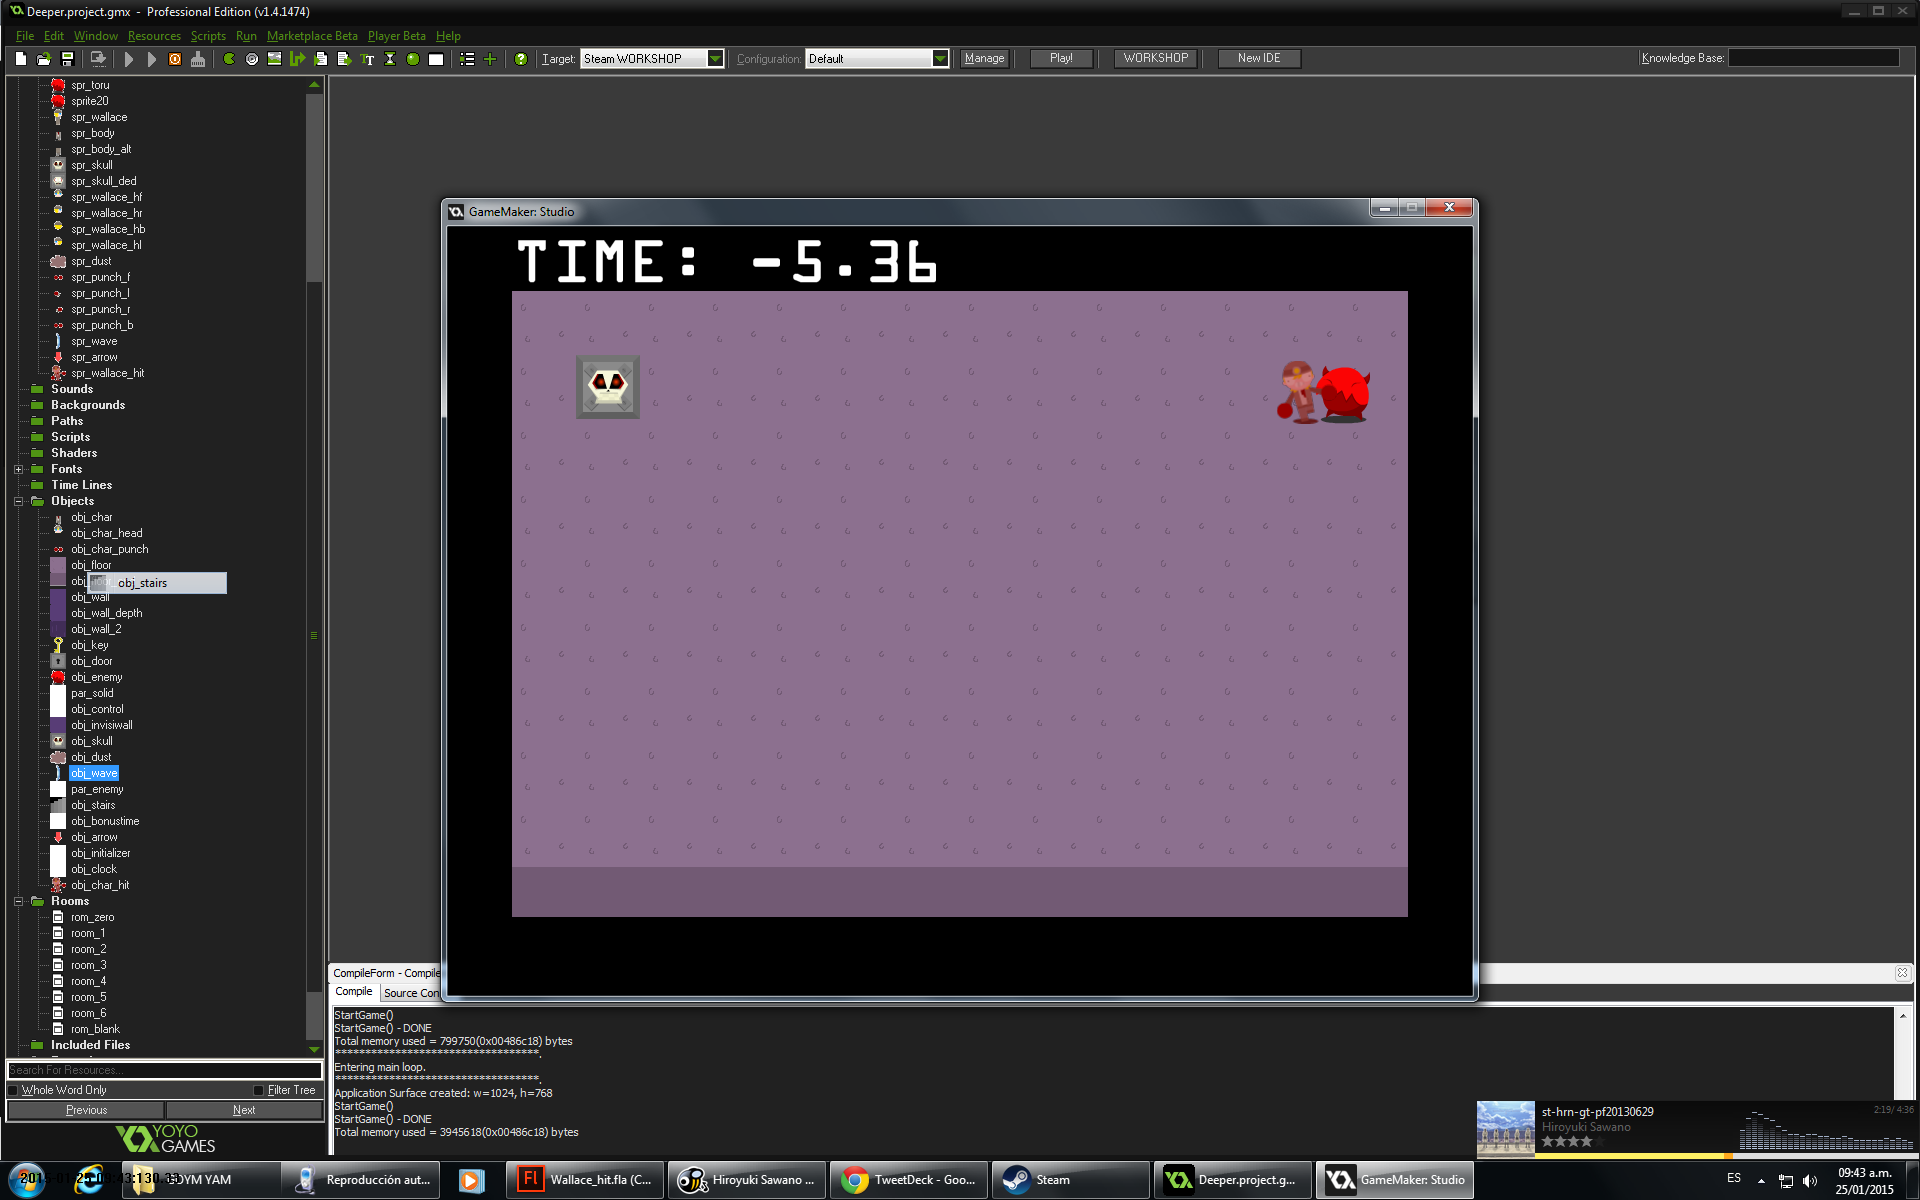 Deeper.project.gmx - Professional Edition (v1.4.1474)
File Edit Window Resources Scripts Run Marketplace Beta Player Beta Help
Target: Steam WORKSHOP Configuration: Default Manage Play! WORKSHOP New IDE Knowledge Base:
spr_toru
sprite20
spr_wallace
spr_body
spr_body_alt
spr_skull
spr_skull_ded
spr_wallace_hf
spr_wallace_hr
spr_wallace_hb
spr_wallace_hl
spr_dust
spr_punch_f
spr_punch_l
spr_punch_r
spr_punch_b
spr_wave
spr_arrow
spr_wallace_hit
Sounds
Backgrounds
Paths
Scripts
Shaders
Fonts
Time Lines
Objects
obj_char
obj_char_head
obj_char_punch
obj_floor
obj_stairs
obj_wall
obj_wall_depth
obj_wall_2
obj_key
obj_door
obj_enemy
par_solid
obj_control
obj_invisiwall
obj_skull
obj_dust
obj_wave
par_enemy
obj_stairs
obj_bonustime
obj_arrow
obj_initializer
obj_clock
obj_char_hit
Rooms
rom_zero
room_1
room_2
room_3
room_4
room_5
room_6
rom_blank
Included Files
Search For Resources...
Whole Word Only Filter Tree
Previous Next
YOYO
GAMES
GameMaker: Studio
TIME: -5.36
CompileForm - Compile
Compile Source Con
StartGame()
StartGame() - DONE
Total memory used = 799750(0x00486c18) bytes
***********************************.
Entering main loop.
***********************************.
Application Surface created: w=1024, h=768
StartGame()
StartGame() - DONE
Total memory used = 3945618(0x00486c18) bytes
st-hrn-gt-pf20130629
2:19/ 4:36
Hiroyuki Sawano
YAM
Reproducción aut...
Wallace_hit.fla (C...
Hiroyuki Sawano ...
TweetDeck - Goo...
Steam
Deeper.project.g...
GameMaker: Studio
ES
09:43 a.m.
25/01/2015